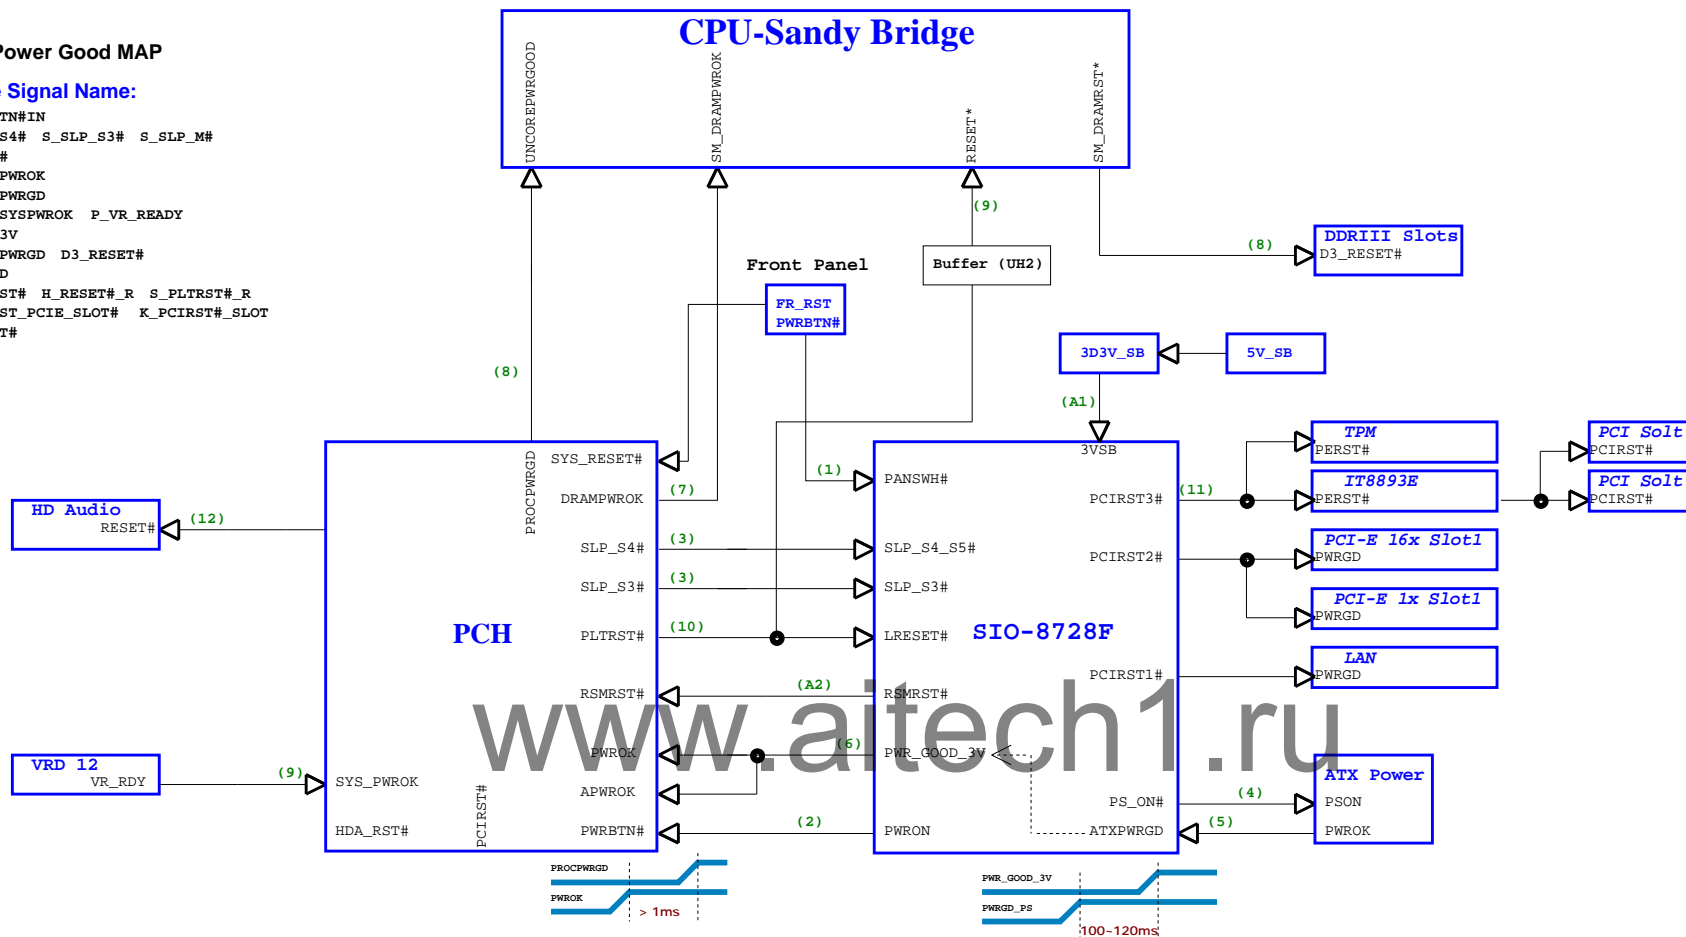 Power Good MAP
Signal Name:
TN#IN
S4# S_SLP_S3# S_SLP_M#
#
PWROK
PWRGD
SYSPWROK P_VR_READY
3V
PWRGD D3_RESET#
D
ST# H_RESET#_R S_PLTRST#_R
ST_PCIE_SLOT# K_PCIRST#_SLOT
T#
CPU-Sandy Bridge
UNCOREPWRGOOD
SM_DRAMPWROK
RESET*
SM_DRAMRST*
(9)
(8)
DDRIII Slots
D3_RESET#
Buffer (UH2)
Front Panel
FR_RST
PWRBTN#
3D3V_SB
5V_SB
(8)
(A1)
PCH
PROCPWRGD
SYS_RESET#
DRAMPWROK
SLP_S4#
SLP_S3#
PLTRST#
RSMRST#
PWROK
APWROK
PWRBTN#
SYS_PWROK
HDA_RST#
PCIRST#
HD Audio
RESET#
(12)
VRD 12
VR_RDY
(9)
(1)
(7)
(3)
(3)
(10)
(A2)
(6)
(2)
SIO-8728F
3VSB
PANSWH#
SLP_S4_S5#
SLP_S3#
LRESET#
RSMRST#
PWR_GOOD_3V
PWRON
PCIRST3#
PCIRST2#
PCIRST1#
PS_ON#
ATXPWRGD
(11)
(4)
(5)
TPM
PERST#
IT8893E
PERST#
PCI Solt
PCIRST#
PCI Solt
PCIRST#
PCI-E 16x Slot1
PWRGD
PCI-E 1x Slot1
PWRGD
LAN
PWRGD
ATX Power
PSON
PWROK
www.aitech1.ru
PROCPWRGD
PWROK
> 1ms
PWR_GOOD_3V
PWRGD_PS
100~120ms